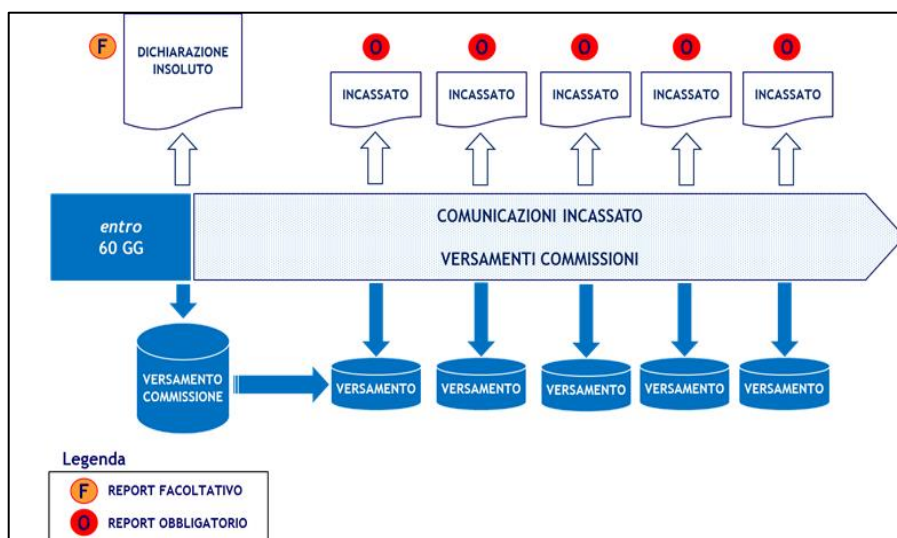 F
DICHIARAZIONE
INSOLUTO
O O O O O
INCASSATO INCASSATO INCASSATO INCASSATO INCASSATO
entro
60 GG
COMUNICAZIONI INCASSATO
VERSAMENTI COMMISSIONI
VERSAMENTO
COMMISSIONE
VERSAMENTO VERSAMENTO VERSAMENTO VERSAMENTO VERSAMENTO
Legenda
F REPORT FACOLTATIVO
O REPORT OBBLIGATORIO